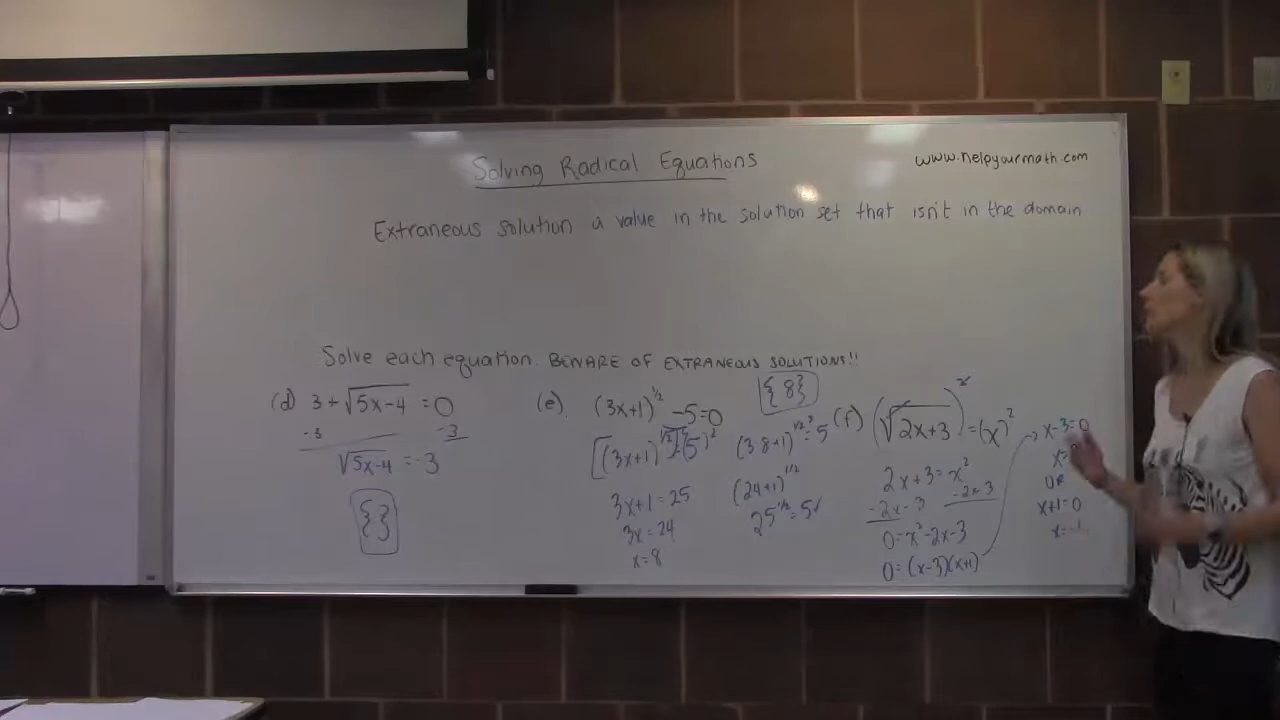 Solving Radical Equations
www.helpyourmath.com
Extraneous solution a value in the solution set that isn't in the domain
Solve each equation. BEWARE OF EXTRANEOUS SOLUTIONS!!
(d) 3 + √(5x-4) = 0
-3 -3
√(5x-4) = -3
{ }
(e) (3x+1)^(1/2) - 5 = 0
3x+1 = 25
3x = 24
x = 8
{8}
(3·8+1)^(1/2) ?= 5
(24+1)^(1/2)
25^(1/2) = 5 ✓
(f) (√(2x+3))^2 = (x)^2
2x+3 = x^2
-2x-3 -2x-3
0 = x^2-2x-3
0 = (x-3)(x+1)
x-3=0
OR
x+1=0
x=-1